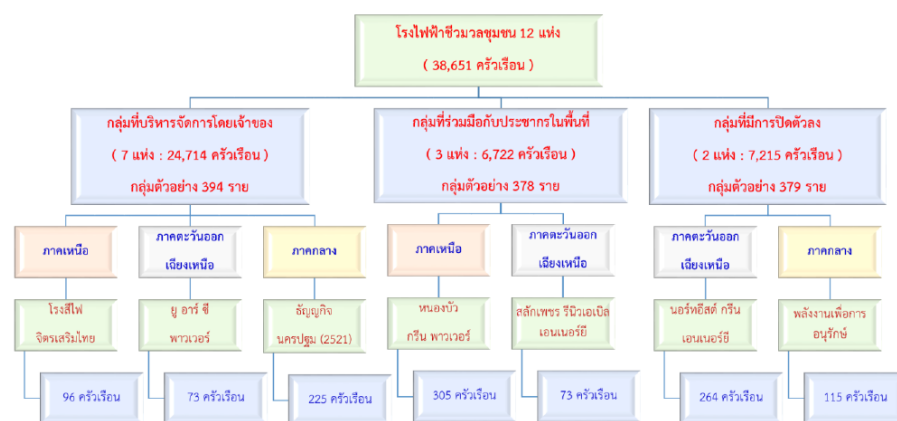 โรงไฟฟ้าชีวมวลชุมชน 12 แห่ง
( 38,651 ครัวเรือน )
กลุ่มที่บริหารจัดการโดยเจ้าของ
( 7 แห่ง : 24,714 ครัวเรือน )
กลุ่มตัวอย่าง 394 ราย
กลุ่มที่ร่วมมือกับประชากรในพื้นที่
( 3 แห่ง : 6,722 ครัวเรือน )
กลุ่มตัวอย่าง 378 ราย
กลุ่มที่มีการปิดตัวลง
( 2 แห่ง : 7,215 ครัวเรือน )
กลุ่มตัวอย่าง 379 ราย
ภาคเหนือ
ภาคตะวันออก
เฉียงเหนือ
ภาคกลาง
ภาคเหนือ
ภาคตะวันออก
เฉียงเหนือ
ภาคตะวันออก
เฉียงเหนือ
ภาคกลาง
โรงสีไฟ
จิตรเสริมไทย
ยู อาร์ ซี
พาวเวอร์
ธัญญกิจ
นครปฐม (2521)
หนองบัว
กรีน พาวเวอร์
สลักเพชร รีนิวเอเบิล
เอนเนอร์ยี
นอร์ทอีสต์ กรีน
เอนเนอร์ยี
พลังงานเพื่อการ
อนุรักษ์
96 ครัวเรือน
73 ครัวเรือน
225 ครัวเรือน
305 ครัวเรือน
73 ครัวเรือน
264 ครัวเรือน
115 ครัวเรือน